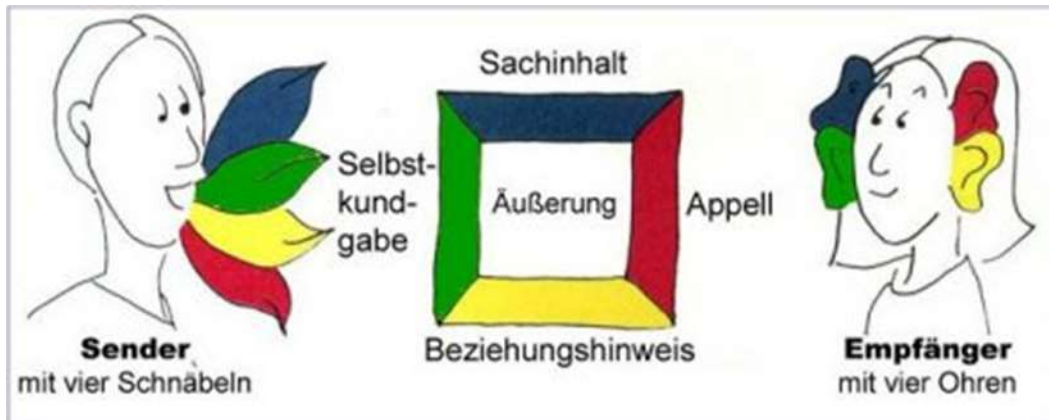 Sachinhalt
Selbst-
kund-
gabe
Äußerung
Appell
Beziehungshinweis
Sender
mit vier Schnäbeln
Empfänger
mit vier Ohren